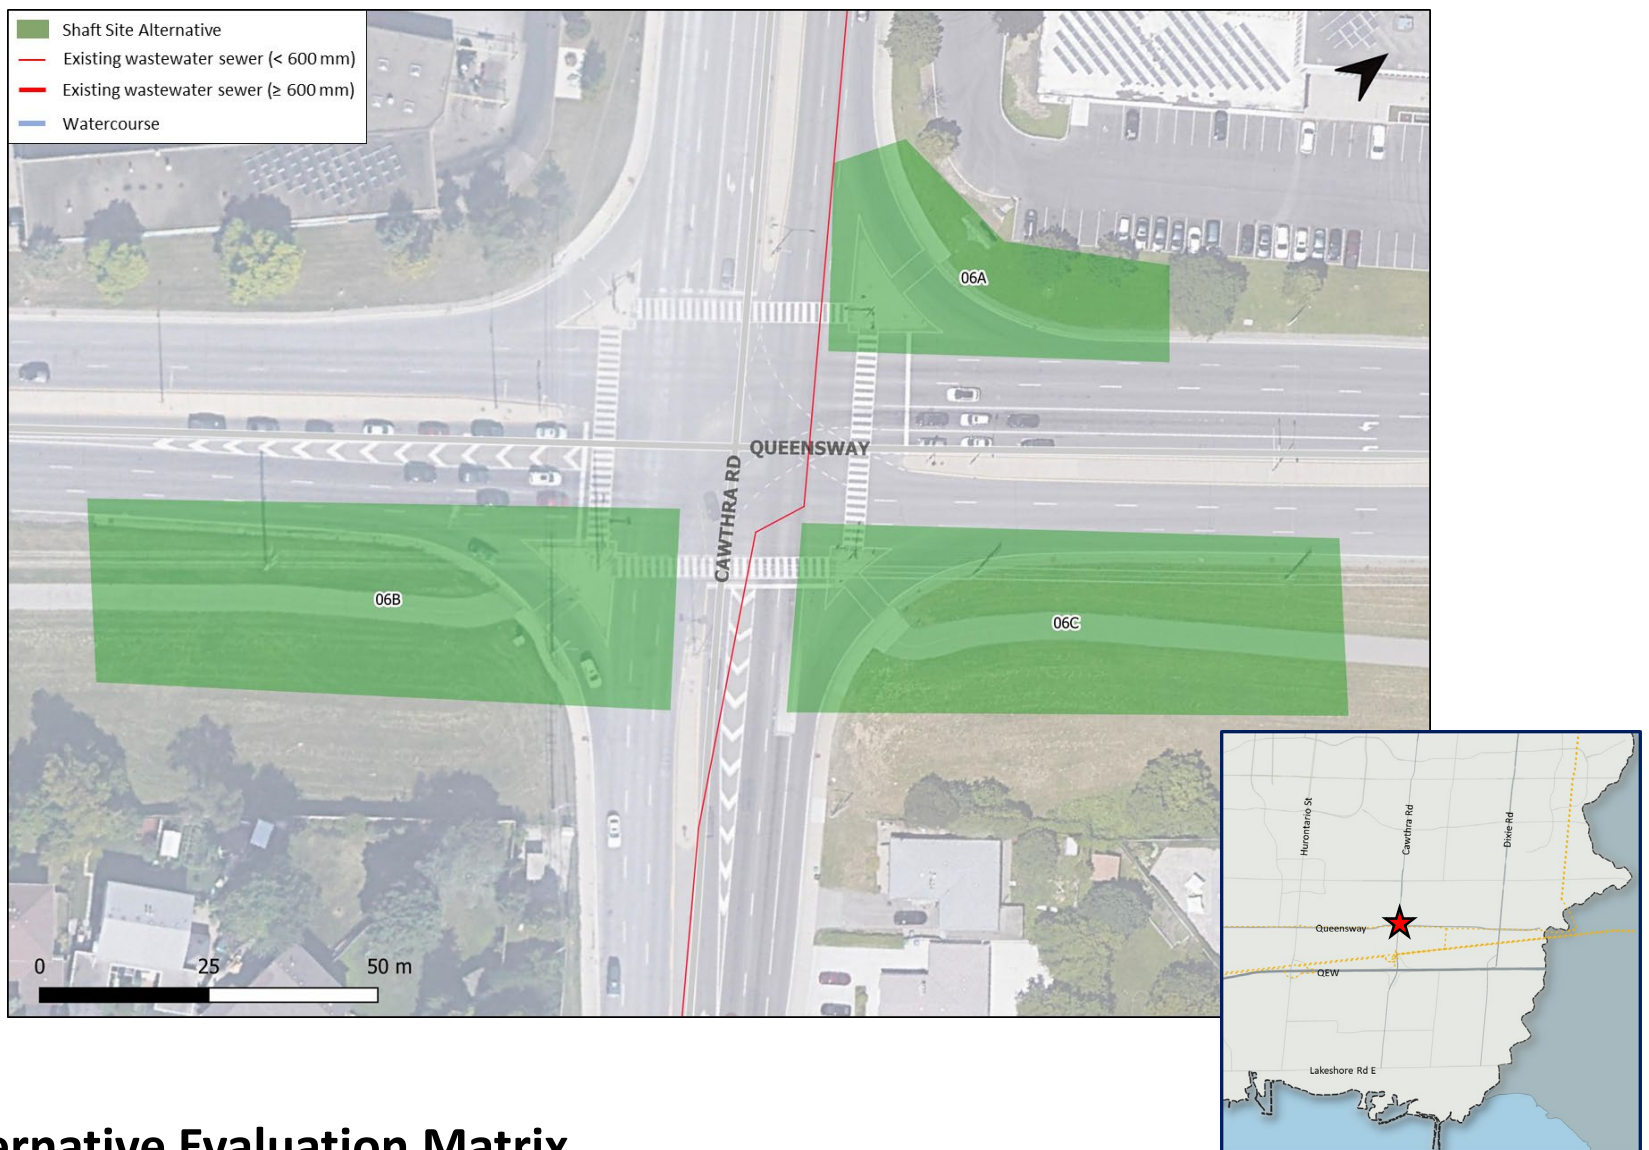 Shaft Site Alternative
Existing wastewater sewer (< 600 mm)
Existing wastewater sewer (≥ 600 mm)
Watercourse
06A
QUEENSWAY
CAWTHRA RD
06B
06C
0 25 50 m
Hurontario St
Cawthra Rd
Dixie Rd
Queensway
QEW
Lakeshore Rd E
ernative Evaluation Matrix